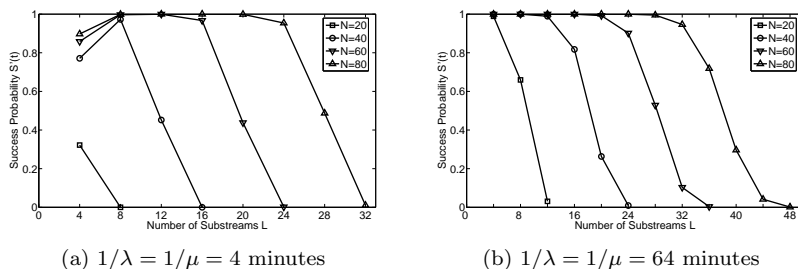 Success Probability S'(t)
1
0.8
0.6
0.4
0.2
0
0 4 8 12 16 20 24 28 32
Number of Substreams L
N=20
N=40
N=60
N=80
(a) 1/λ = 1/μ = 4 minutes
Success Probability S'(t)
1
0.8
0.6
0.4
0.2
0
0 8 16 24 32 40 48
Number of Substreams L
N=20
N=40
N=60
N=80
(b) 1/λ = 1/μ = 64 minutes